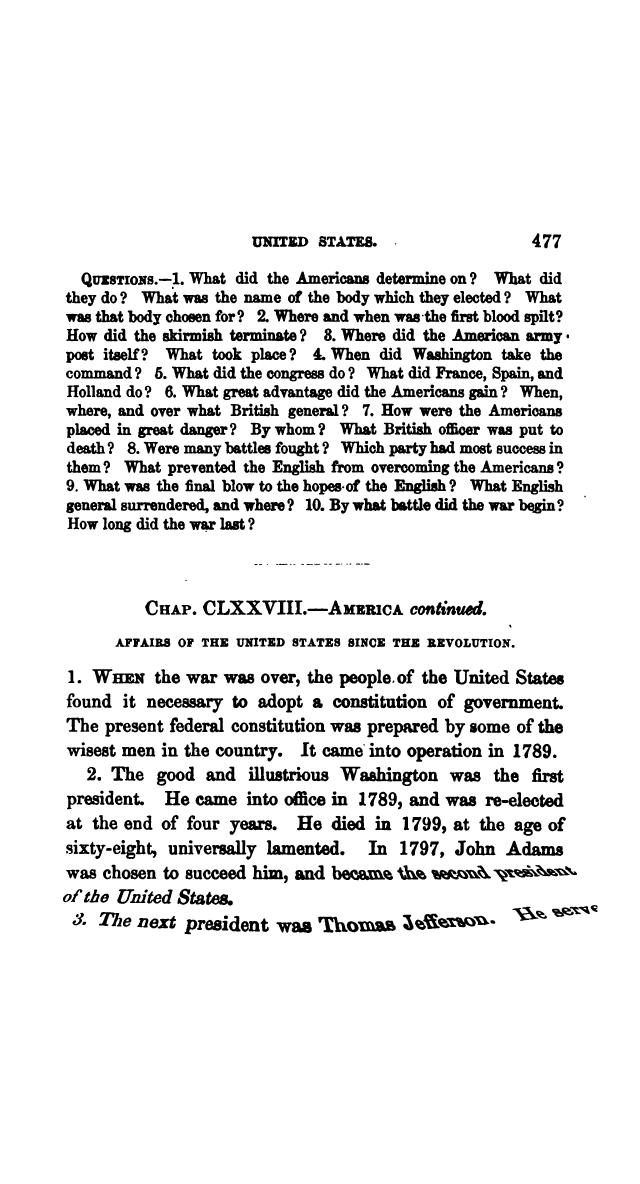 UNITED STATES. 477
QUESTIONS.—1. What did the Americans determine on? What did
they do? What was the name of the body which they elected? What
was that body chosen for? 2. Where and when was the first blood spilt?
How did the skirmish terminate? 3. Where did the American army
post itself? What took place? 4. When did Washington take the
command? 5. What did the congress do? What did France, Spain, and
Holland do? 6. What great advantage did the Americans gain? When,
where, and over what British general? 7. How were the Americans
placed in great danger? By whom? What British officer was put to
death? 8. Were many battles fought? Which party had most success in
them? What prevented the English from overcoming the Americans?
9. What was the final blow to the hopes of the English? What English
general surrendered, and where? 10. By what battle did the war begin?
How long did the war last?
CHAP. CLXXVIII.—AMERICA continued.
AFFAIRS OF THE UNITED STATES SINCE THE REVOLUTION.
1. WHEN the war was over, the people of the United States
found it necessary to adopt a constitution of government.
The present federal constitution was prepared by some of the
wisest men in the country. It came into operation in 1789.
2. The good and illustrious Washington was the first
president. He came into office in 1789, and was re-elected
at the end of four years. He died in 1799, at the age of
sixty-eight, universally lamented. In 1797, John Adams
was chosen to succeed him, and became the second president
of the United States.
3. The next president was Thomas Jefferson. He serve